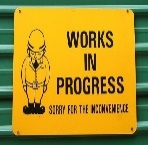 WORKS
IN
PROGRESS
SORRY FOR THE INCONVENIENCE